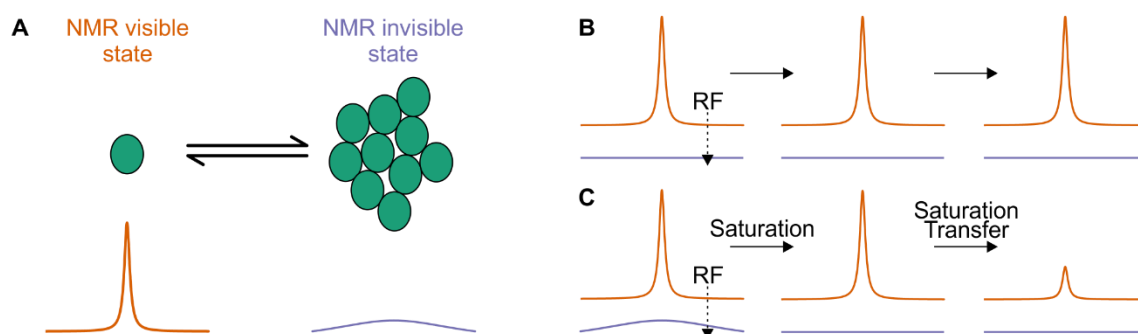 A
NMR visible
state
NMR invisible
state
B
RF
C
Saturation
Saturation
Transfer
RF